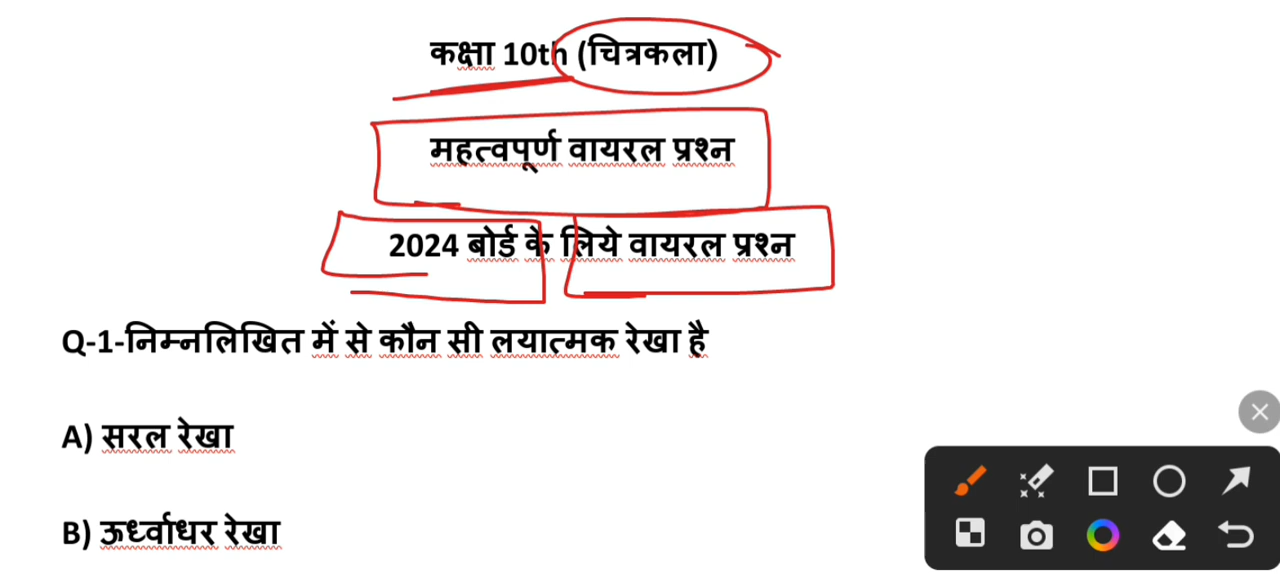 कक्षा 10th (चित्रकला)
महत्वपूर्ण वायरल प्रश्न
2024 बोर्ड के लिये वायरल प्रश्न
Q-1-निम्नलिखित में से कौन सी लयात्मक रेखा है
A) सरल रेखा
B) ऊर्ध्वाधर रेखा